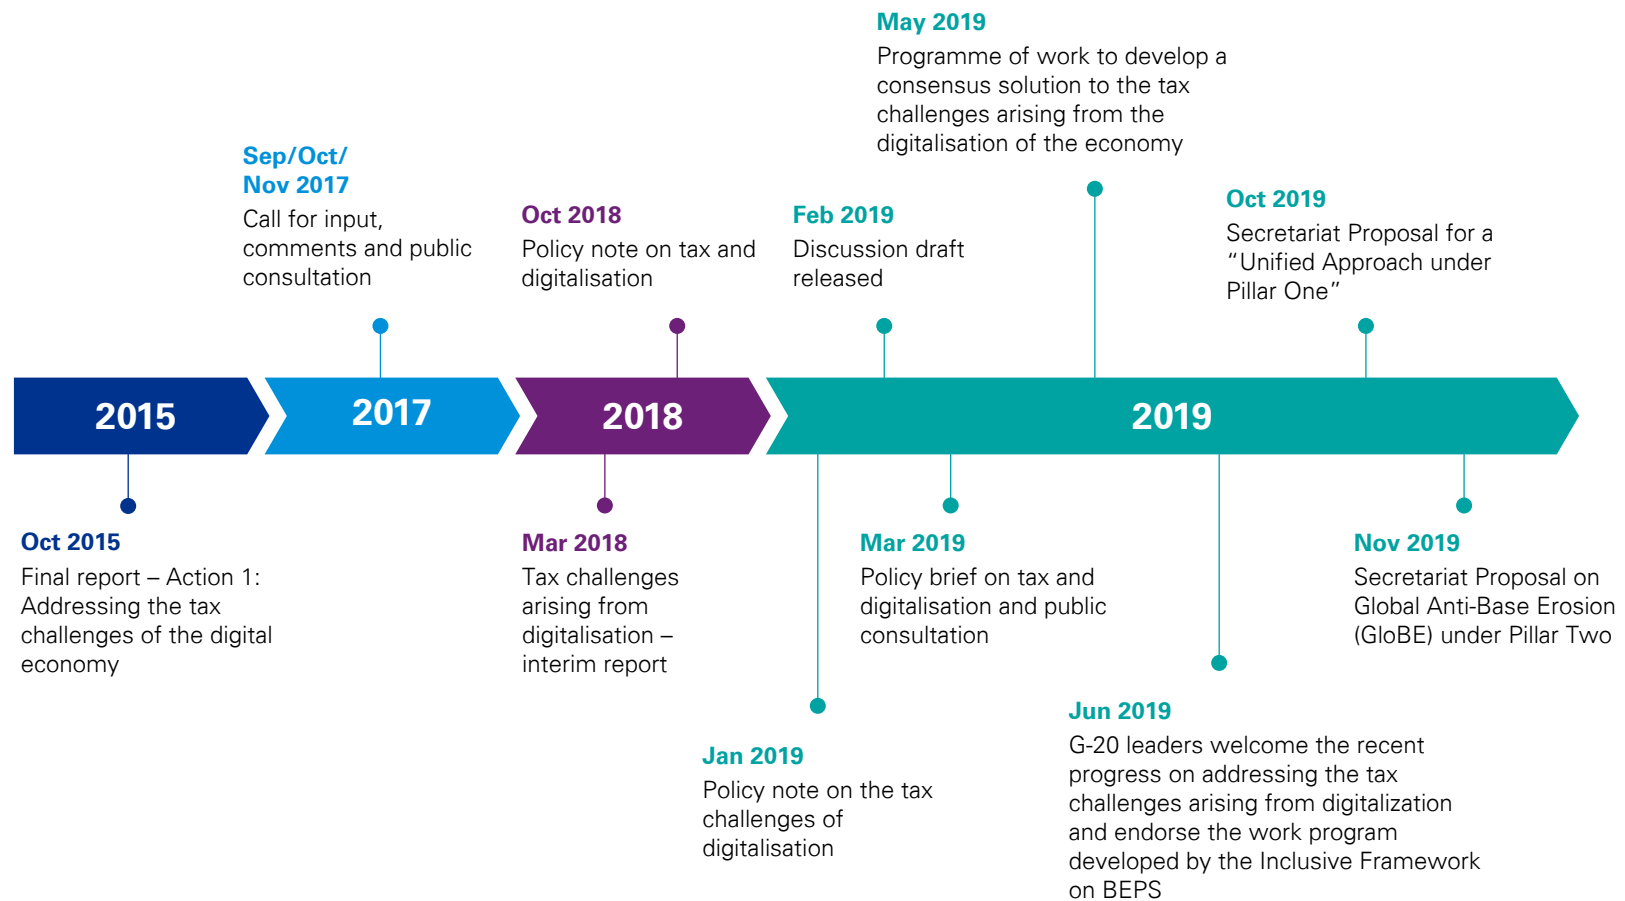 May 2019
Programme of work to develop a
consensus solution to the tax
challenges arising from the
digitalisation of the economy
Sep/Oct/
Nov 2017
Call for input,
comments and public
consultation
Oct 2018
Policy note on tax and
digitalisation
Feb 2019
Discussion draft
released
Oct 2019
Secretariat Proposal for a
“Unified Approach under
Pillar One”
2015
2017
2018
2019
Oct 2015
Final report – Action 1:
Addressing the tax
challenges of the digital
economy
Mar 2018
Tax challenges
arising from
digitalisation –
interim report
Jan 2019
Policy note on the tax
challenges of
digitalisation
Mar 2019
Policy brief on tax and
digitalisation and public
consultation
Jun 2019
G-20 leaders welcome the recent
progress on addressing the tax
challenges arising from digitalization
and endorse the work program
developed by the Inclusive Framework
on BEPS
Nov 2019
Secretariat Proposal on
Global Anti-Base Erosion
(GloBE) under Pillar Two